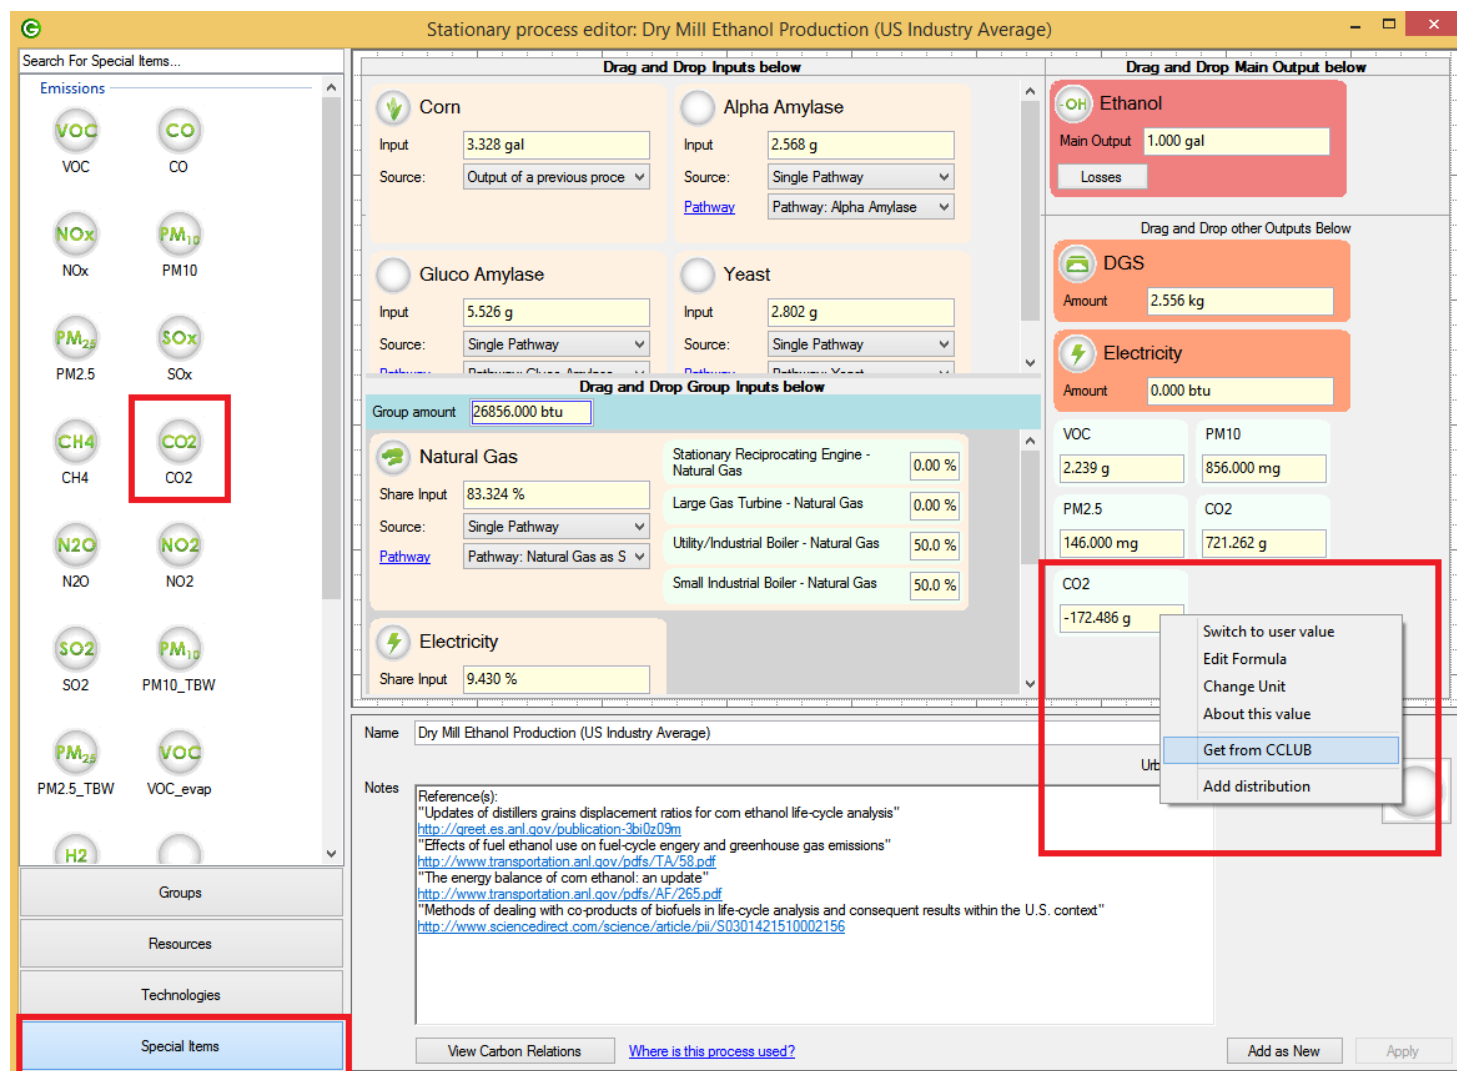 Stationary process editor: Dry Mill Ethanol Production (US Industry Average)
Search For Special Items...
Emissions
VOC CO
VOC CO
NOx PM10
NOx PM10
PM2.5 SOx
PM2.5 SOx
CH4 CO2
CH4 CO2
N2O NO2
N2O NO2
SO2 PM10
SO2 PM10_TBW
PM2.5 VOC
PM2.5_TBW VOC_evap
H2
Groups
Resources
Technologies
Special Items
Drag and Drop Inputs below
Corn
Input 3.328 gal
Source: Output of a previous proce
Alpha Amylase
Input 2.568 g
Source: Single Pathway
Pathway Pathway: Alpha Amylase
Gluco Amylase
Input 5.526 g
Source: Single Pathway
Pathway Pathway: Gluco Amylase
Yeast
Input 2.802 g
Source: Single Pathway
Pathway Pathway: Yeast
Drag and Drop Group Inputs below
Group amount 26856.000 btu
Natural Gas
Share Input 83.324 %
Source: Single Pathway
Pathway Pathway: Natural Gas as S
Stationary Reciprocating Engine -
Natural Gas 0.00 %
Large Gas Turbine - Natural Gas 0.00 %
Utility/Industrial Boiler - Natural Gas 50.0 %
Small Industrial Boiler - Natural Gas 50.0 %
Electricity
Share Input 9.430 %
Drag and Drop Main Output below
-OH Ethanol
Main Output 1.000 gal
Losses
Drag and Drop other Outputs Below
DGS
Amount 2.556 kg
Electricity
Amount 0.000 btu
VOC PM10
2.239 g 856.000 mg
PM2.5 CO2
146.000 mg 721.262 g
CO2
-172.486 g
Switch to user value
Edit Formula
Change Unit
About this value
Get from CCLUB
Add distribution
Name Dry Mill Ethanol Production (US Industry Average)
Urb
Notes
Reference(s):
"Updates of distillers grains displacement ratios for corn ethanol life-cycle analysis"
http://greet.es.anl.gov/publication-3bi0z09m
"Effects of fuel ethanol use on fuel-cycle engery and greenhouse gas emissions"
http://www.transportation.anl.gov/pdfs/TA/58.pdf
"The energy balance of corn ethanol: an update"
http://www.transportation.anl.gov/pdfs/AF/265.pdf
"Methods of dealing with co-products of biofuels in life-cycle analysis and consequent results within the U.S. context"
http://www.sciencedirect.com/science/article/pii/S0301421510002156
View Carbon Relations
Where is this process used?
Add as New
Apply